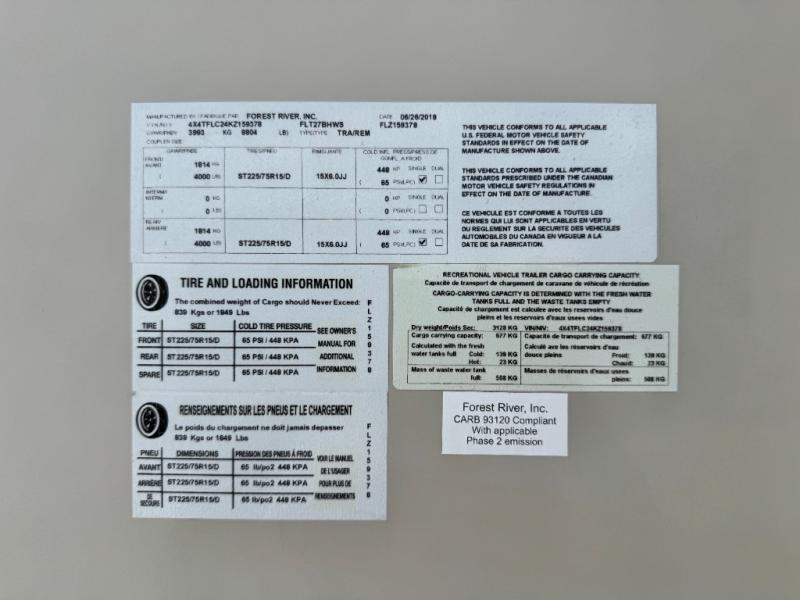 MANUFACTURED BY/FABRIQUE PAR FOREST RIVER, INC. DATE 06/26/2018
V.I.N./N.I.V. 4X4TFLC24KZ159378 FLT27BHWS FLZ159378
GVWR/PNBV 3993 KG 8804 LB) TYPE/TYPE TRA/REM
COUPLER SIZE
GAWR/PNBE TIRES/PNEU RIM/JANTE COLD INFL. PRESS/PRESS DE
GONFL. A FROID
FRONT/
AVANT 1814 KG 448 KP SINGLE DUAL
( 4000 LBS ST225/75R15/D 15X6.0JJ ( 65 PSI(LPC)
INTERM/
INTERM 0 KG 0 KP SINGLE DUAL
( 0 LBS ( 0 PSI(LPC)
REAR/
ARRIERE 1814 KG 448 KP SINGLE DUAL
( 4000 LBS ST225/75R15/D 15X6.0JJ ( 65 PSI(LPC)
THIS VEHICLE CONFORMS TO ALL APPLICABLE
U.S. FEDERAL MOTOR VEHICLE SAFETY
STANDARDS IN EFFECT ON THE DATE OF
MANUFACTURE SHOWN ABOVE.
THIS VEHICLE CONFORMS TO ALL APPLICABLE
STANDARDS PRESCRIBED UNDER THE CANADIAN
MOTOR VEHICLE SAFETY REGULATIONS IN
EFFECT ON THE DATE OF MANUFACTURE.
CE VEHICULE EST CONFORME A TOUTES LES
NORMES QUI LUI SONT APPLICABLES EN VERTU
DU REGLEMENT SUR LA SECURITE DES VEHICULES
AUTOMOBILES DU CANADA EN VIGUEUR A LA
DATE DE SA FABRICATION.
TIRE AND LOADING INFORMATION
The combined weight of Cargo should Never Exceed:
839 Kgs or 1849 Lbs
TIRE SIZE COLD TIRE PRESSURE SEE OWNER'S
FRONT ST225/75R15/D 65 PSI / 448 KPA MANUAL FOR
REAR ST225/75R15/D 65 PSI / 448 KPA ADDITIONAL
SPARE ST225/75R15/D 65 PSI / 448 KPA INFORMATION
FLZ159378
RECREATIONAL VEHICLE TRAILER CARGO CARRYING CAPACITY:
Capacité de transport de chargement de caravane de véhicule de récréation
CARGO-CARRYING CAPACITY IS DETERMINED WITH THE FRESH WATER
TANKS FULL AND THE WASTE TANKS EMPTY
Capacité de chargement est calculée avec les reservoirs d'eau douce
pleins et les reservoirs d'eaux usees vides
Dry weight/Poids Sec: 3128 KG VIN/NIV: 4X4TFLC24KZ159378
Cargo carrying capacity: 677 KG Capacité de transport de chargement: 677 KG
Calculated with the fresh Calculé ave les réservoirs d'eau
water tanks full Cold: 139 KG douce pleins Froid: 139 KG
Hot: 23 KG Chaud: 23 KG
Mass of waste water tank Masses de réservoirs d'eaux usees
full: 508 KG pleins: 508 KG
RENSEIGNEMENTS SUR LES PNEUS ET LE CHARGEMENT
Le poids du chargement ne doit jamais depasser
839 Kgs or 1849 Lbs
PNEU DIMENSIONS PRESSION DES PNEUS À FROID VOIR LE MANUEL
AVANT ST225/75R15/D 65 lb/po2 448 KPA DE L'USAGER
ARRIÈRE ST225/75R15/D 65 lb/po2 448 KPA POUR PLUS DE
DE SECOURS ST225/75R15/D 65 lb/po2 448 KPA RENSEIGNEMENTS
FLZ159378
Forest River, Inc.
CARB 93120 Compliant
With applicable
Phase 2 emission